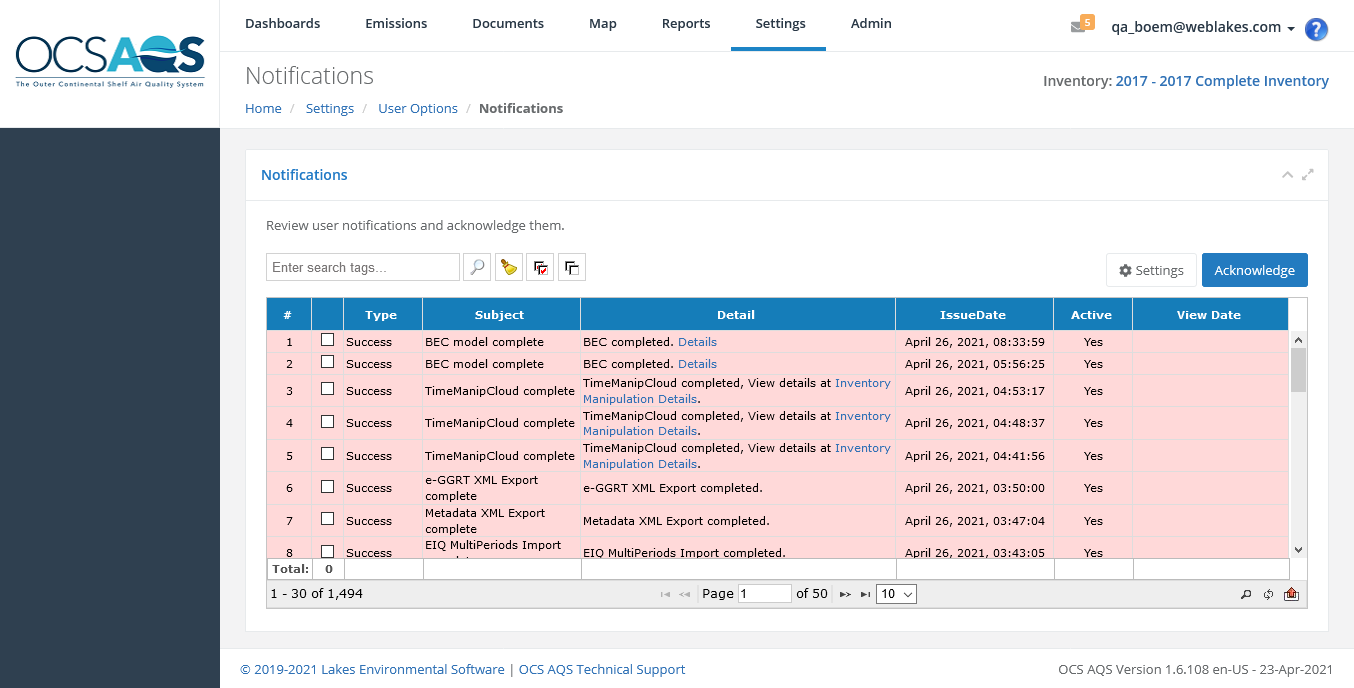 OCSAQS
The Outer Continental Shelf Air Quality System
Dashboards Emissions Documents Map Reports Settings Admin
5 qa_boem@weblakes.com ?
Notifications
Inventory: 2017 - 2017 Complete Inventory
Home / Settings / User Options / Notifications
Notifications
Review user notifications and acknowledge them.
Enter search tags...
Settings Acknowledge
# Type Subject Detail IssueDate Active View Date
1 Success BEC model complete BEC completed. Details April 26, 2021, 08:33:59 Yes
2 Success BEC model complete BEC completed. Details April 26, 2021, 05:56:25 Yes
3 Success TimeManipCloud complete TimeManipCloud completed, View details at Inventory
Manipulation Details. April 26, 2021, 04:53:17 Yes
4 Success TimeManipCloud complete TimeManipCloud completed, View details at Inventory
Manipulation Details. April 26, 2021, 04:48:37 Yes
5 Success TimeManipCloud complete TimeManipCloud completed, View details at Inventory
Manipulation Details. April 26, 2021, 04:41:56 Yes
6 Success e-GGRT XML Export
complete e-GGRT XML Export completed. April 26, 2021, 03:50:00 Yes
7 Success Metadata XML Export
complete Metadata XML Export completed. April 26, 2021, 03:47:04 Yes
8 Success EIQ MultiPeriods Import EIQ MultiPeriods Import completed. April 26, 2021, 03:43:05 Yes
Total: 0
1 - 30 of 1,494 Page 1 of 50 10
© 2019-2021 Lakes Environmental Software | OCS AQS Technical Support
OCS AQS Version 1.6.108 en-US - 23-Apr-2021